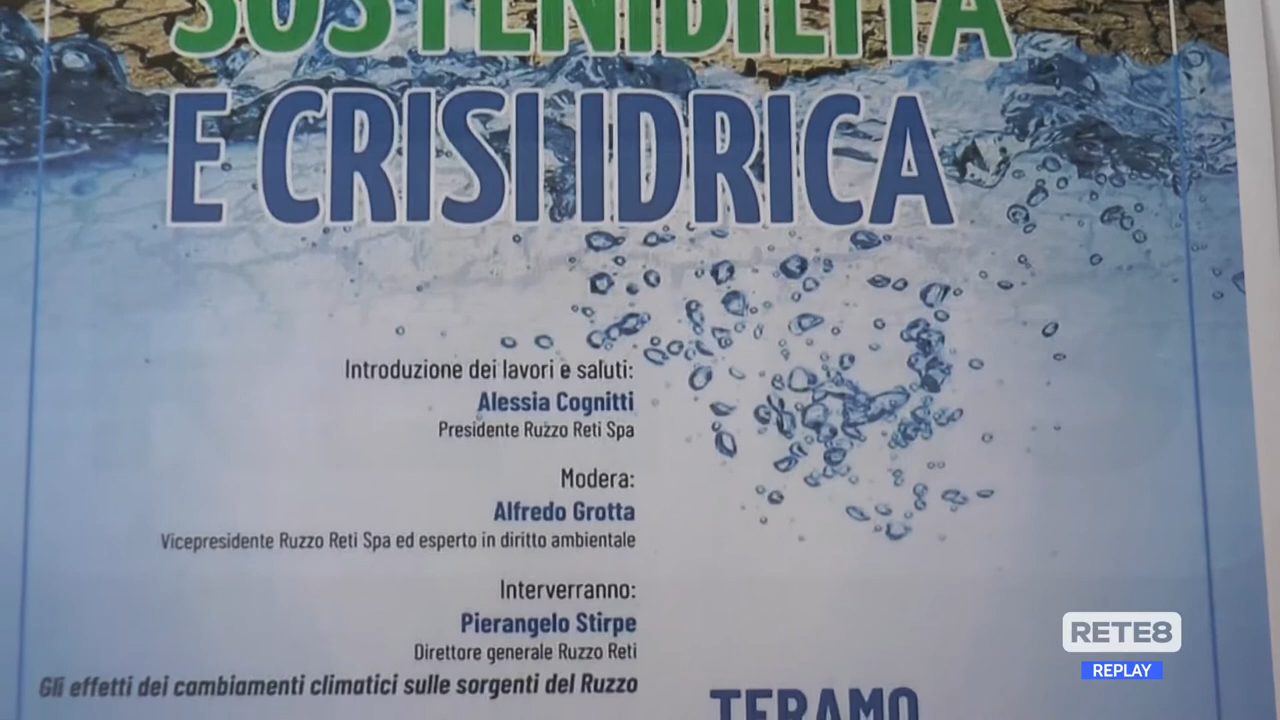 SOSTENIBILITÀ
E CRISI IDRICA
Introduzione dei lavori e saluti:
Alessia Cognitti
Presidente Ruzzo Reti Spa
Modera:
Alfredo Grotta
Vicepresidente Ruzzo Reti Spa ed esperto in diritto ambientale
Interverranno:
Pierangelo Stirpe
Direttore generale Ruzzo Reti
Gli effetti dei cambiamenti climatici sulle sorgenti del Ruzzo
TERAMO
RETE8
REPLAY